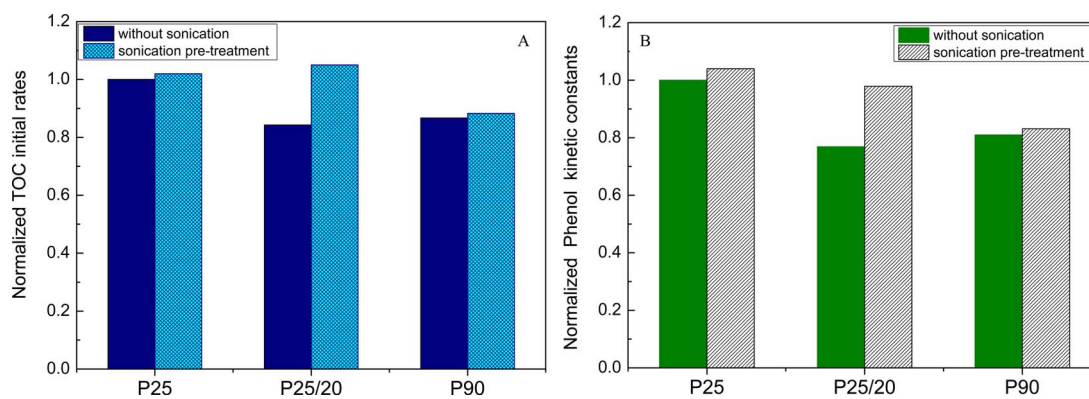 Normalized TOC initial rates
1.2
1.0
0.8
0.6
0.4
0.2
0.0
without sonication
sonication pre-treatment
A
P25
P25/20
P90
Normalized Phenol kinetic constants
1.2
1.0
0.8
0.6
0.4
0.2
0.0
B
without sonication
sonication pre-treatment
P25
P25/20
P90